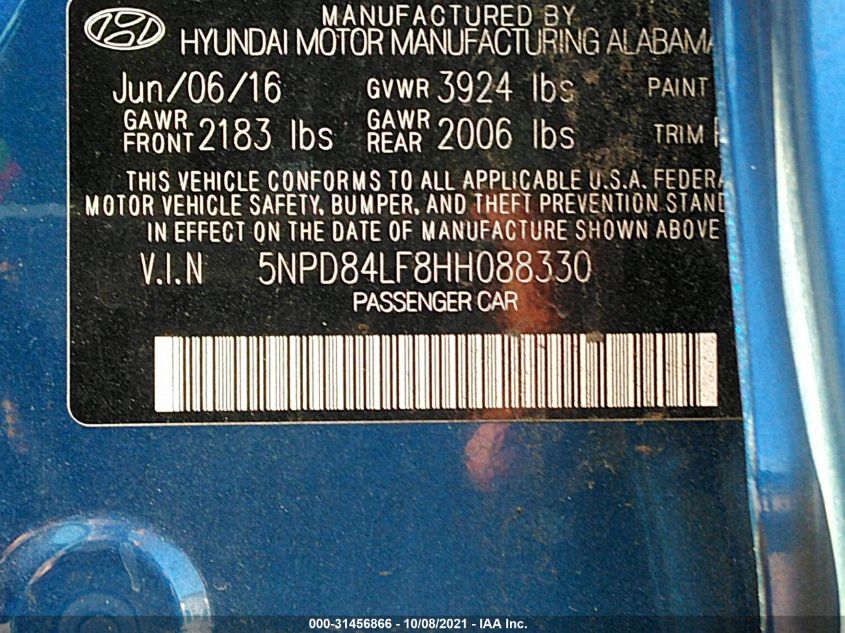 MANUFACTURED BY
HYUNDAI MOTOR MANUFACTURING ALABAMA
Jun/06/16 GVWR 3924 lbs PAINT
GAWR FRONT 2183 lbs GAWR REAR 2006 lbs TRIM
THIS VEHICLE CONFORMS TO ALL APPLICABLE U.S.A. FEDERA
MOTOR VEHICLE SAFETY, BUMPER, AND THEFT PREVENTION STAND
IN EFFECT ON THE DATE OF MANUFACTURE SHOWN ABOVE
V.I.N 5NPD84LF8HH088330
PASSENGER CAR
000-31456866 - 10/08/2021 - IAA Inc.